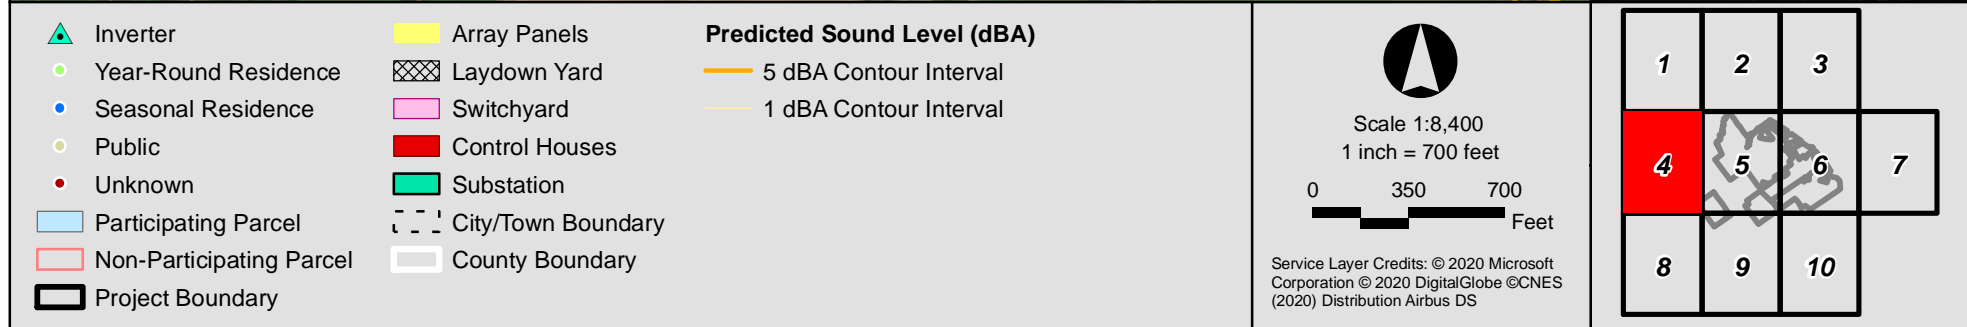 Inverter
Year-Round Residence
Seasonal Residence
Public
Unknown
Participating Parcel
Non-Participating Parcel
Project Boundary
Array Panels
Laydown Yard
Switchyard
Control Houses
Substation
City/Town Boundary
County Boundary
Predicted Sound Level (dBA)
5 dBA Contour Interval
1 dBA Contour Interval
Scale 1:8,400
1 inch = 700 feet
0 350 700
Feet
Service Layer Credits: © 2020 Microsoft
Corporation © 2020 DigitalGlobe ©CNES
(2020) Distribution Airbus DS
1 2 3
4 5 6 7
8 9 10